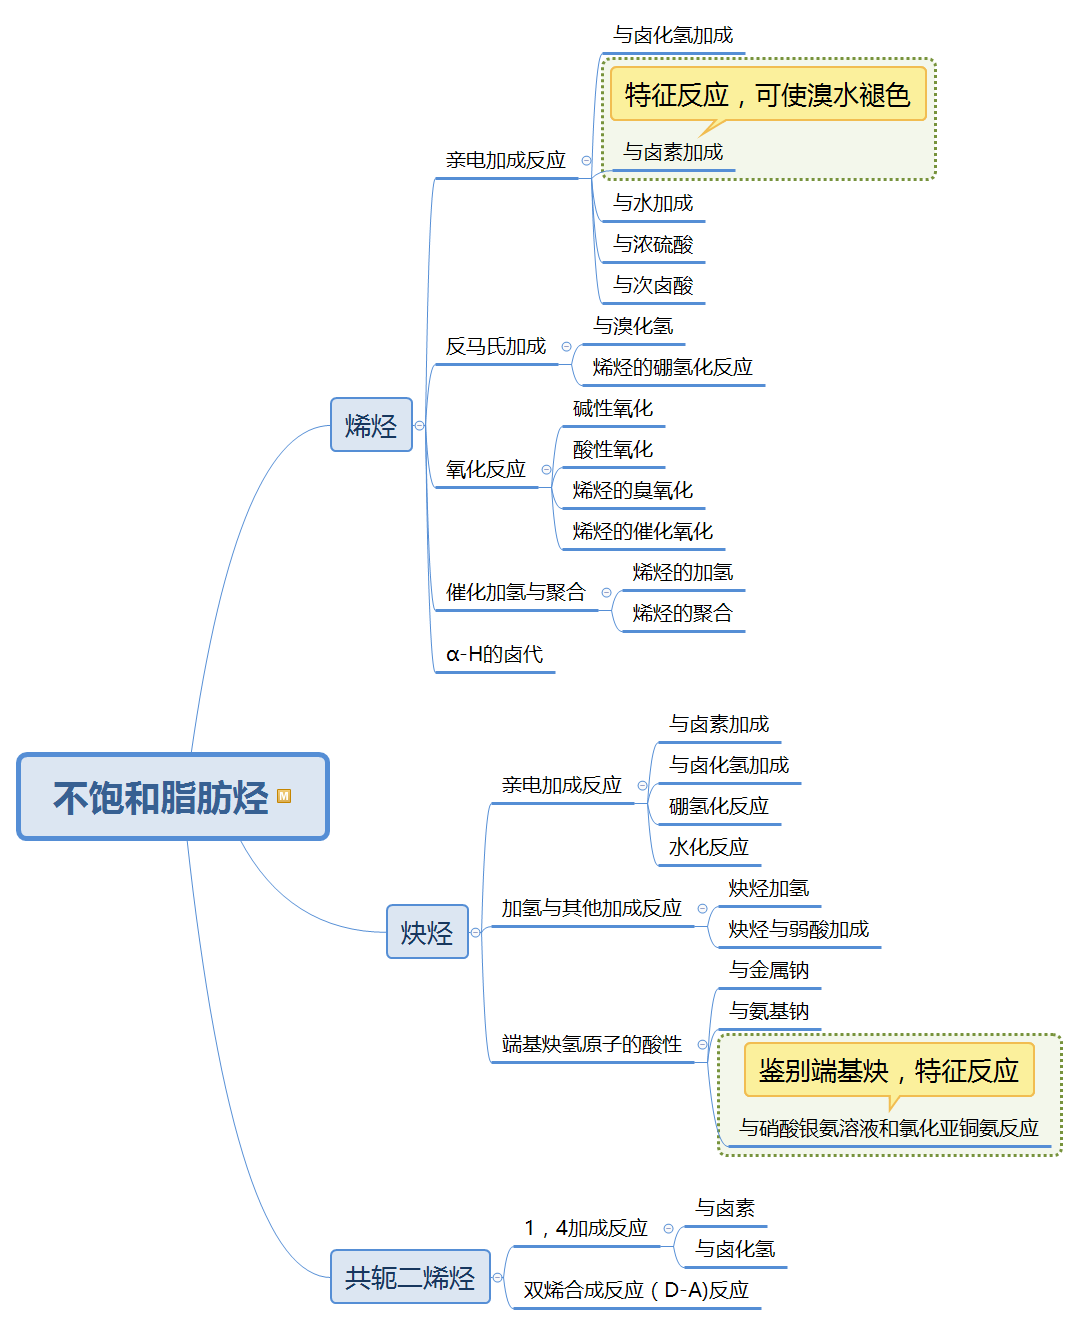 不饱和脂肪烃
M
烯烃
亲电加成反应
与卤化氢加成
特征反应，可使溴水褪色
与卤素加成
与水加成
与浓硫酸
与次卤酸
反马氏加成
与溴化氢
烯烃的硼氢化反应
氧化反应
碱性氧化
酸性氧化
烯烃的臭氧化
烯烃的催化氧化
催化加氢与聚合
烯烃的加氢
烯烃的聚合
α-H的卤代
炔烃
亲电加成反应
与卤素加成
与卤化氢加成
硼氢化反应
水化反应
加氢与其他加成反应
炔烃加氢
炔烃与弱酸加成
端基炔氢原子的酸性
与金属钠
与氨基钠
鉴别端基炔，特征反应
与硝酸银氨溶液和氯化亚铜氨反应
共轭二烯烃
1，4加成反应
与卤素
与卤化氢
双烯合成反应（D-A)反应